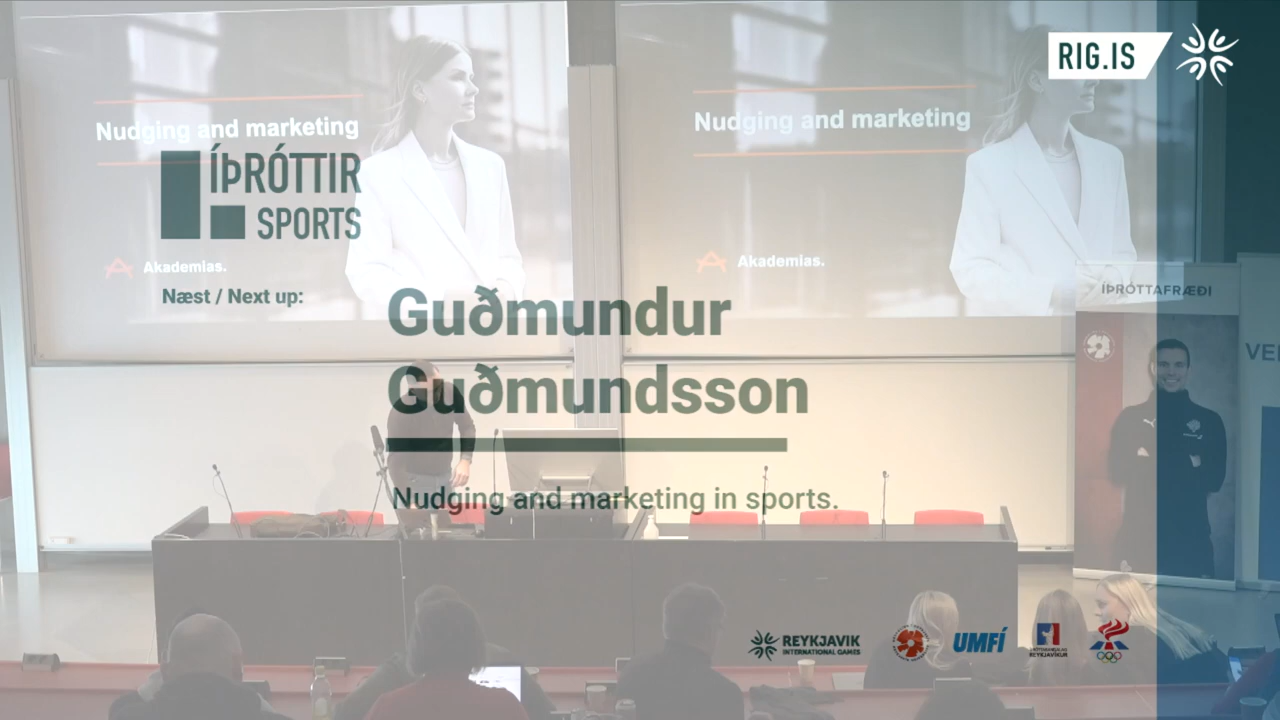 RIG.IS
Nudging and marketing
Nudging and marketing
ÍÞRÓTTIR
SPORTS
Akademias.
Akademias.
Næst / Next up:
Guðmundur
Guðmundsson
Nudging and marketing in sports.
ÍÞRÓTTAFRÆÐI
REYKJAVIK
INTERNATIONAL GAMES
UMFÍ